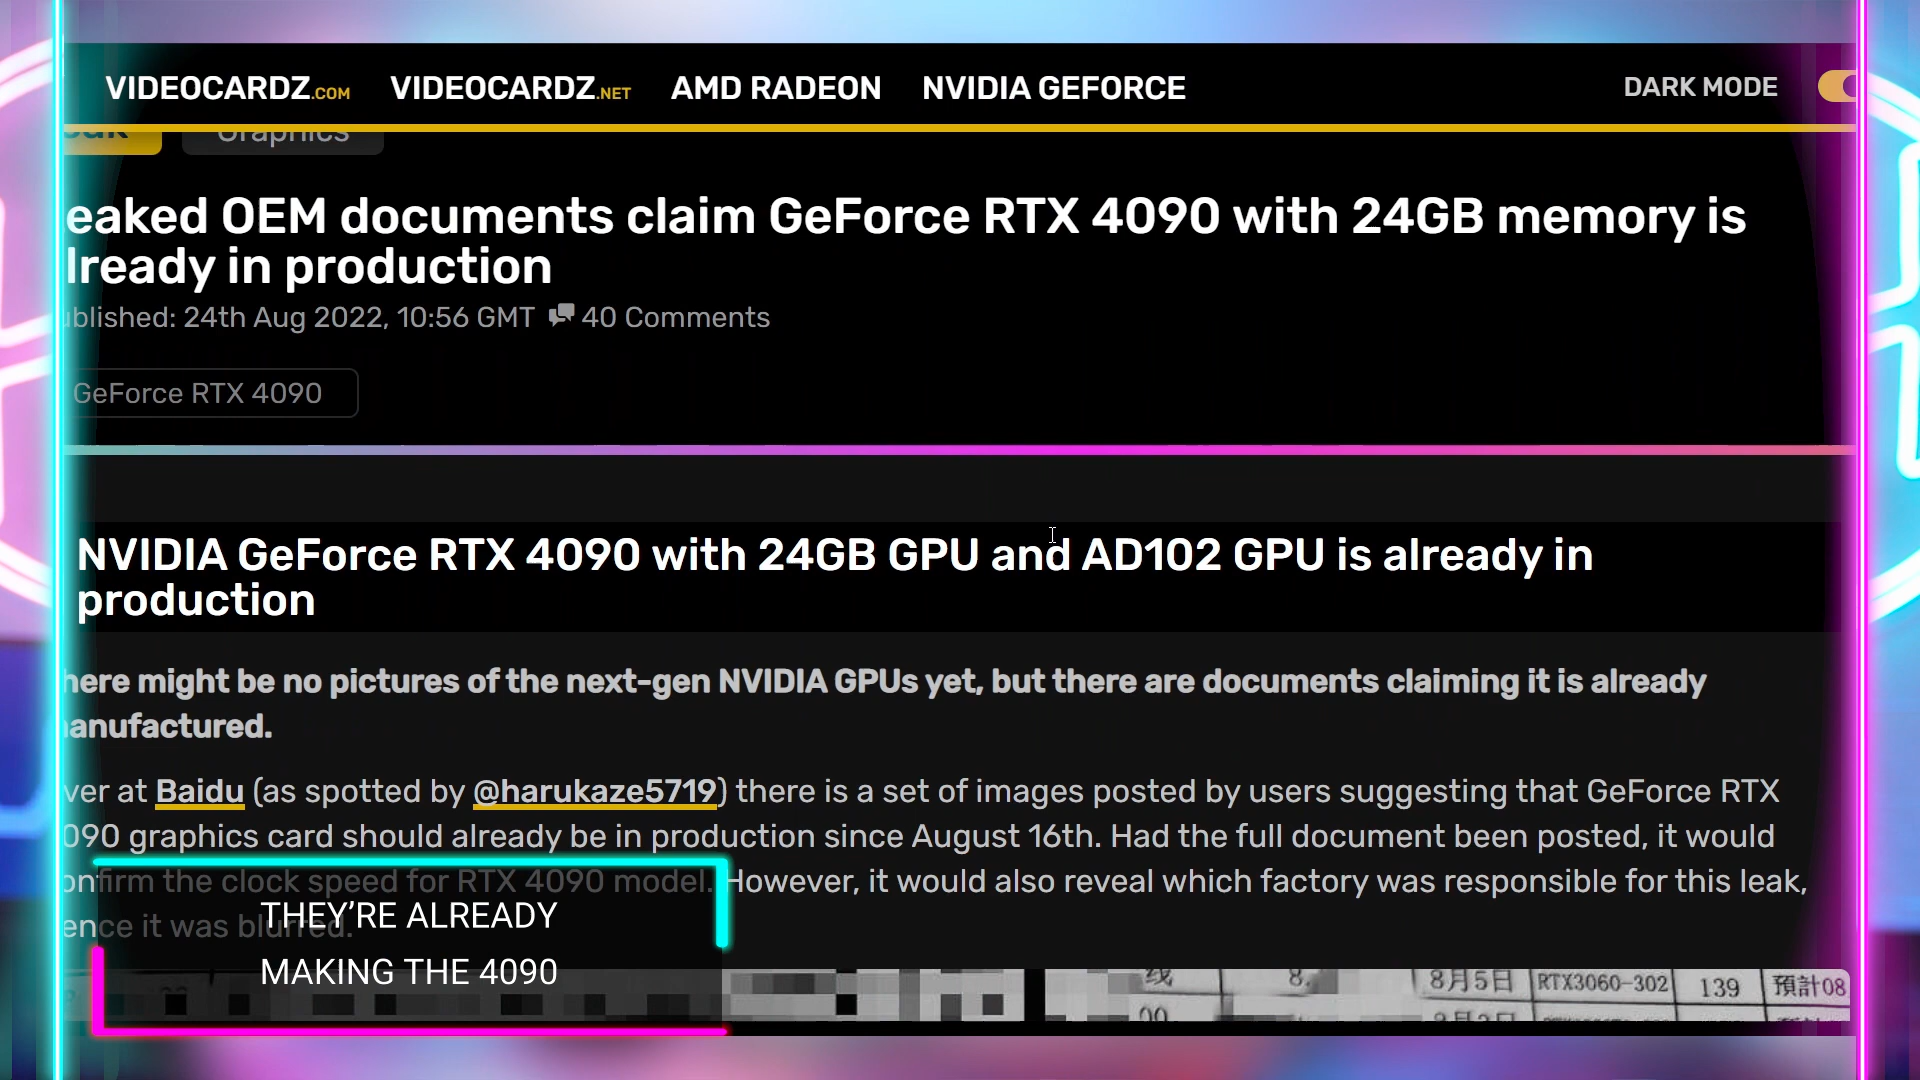 VIDEOCARDZ.COM VIDEOCARDZ.NET AMD RADEON NVIDIA GEFORCE DARK MODE
Graphics
eaked OEM documents claim GeForce RTX 4090 with 24GB memory is
lready in production
ublished: 24th Aug 2022, 10:56 GMT 40 Comments
GeForce RTX 4090
NVIDIA GeForce RTX 4090 with 24GB GPU and AD102 GPU is already in
production
here might be no pictures of the next-gen NVIDIA GPUs yet, but there are documents claiming it is already
anufactured.
ver at Baidu (as spotted by @harukaze5719) there is a set of images posted by users suggesting that GeForce RTX
090 graphics card should already be in production since August 16th. Had the full document been posted, it would
onfirm the clock speed for RTX 4090 model. However, it would also reveal which factory was responsible for this leak,
ence it was blurred.
THEY'RE ALREADY
MAKING THE 4090
线 8. 8月5日 RTX3060-302 139 預計08